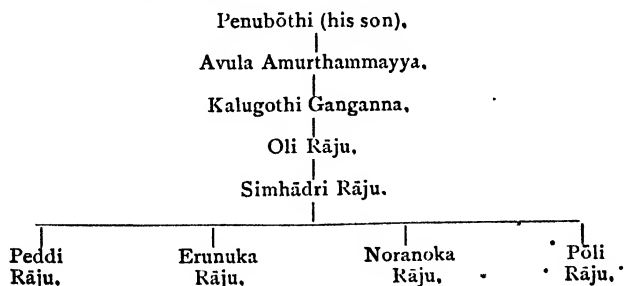 Penubōthi (his son).
Avula Amurthammayya.
Kalugothi Ganganna.
Oli Rāju.
Simhādri Rāju.
Peddi Erunuka Noranoka Pōli
Rāju. Rāju. Rāju. Rāju.